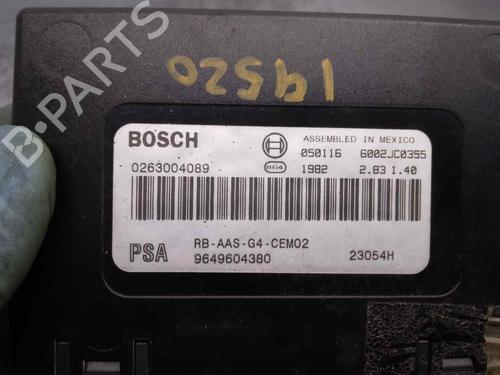 B-PARTS
19520
BOSCH
ASSEMBLED IN MEXICO
050116 6002JC0355
0263004089
1982 2.83 1.40
PSA
RB-AAS-G4-CEM02
9649604380
23054H